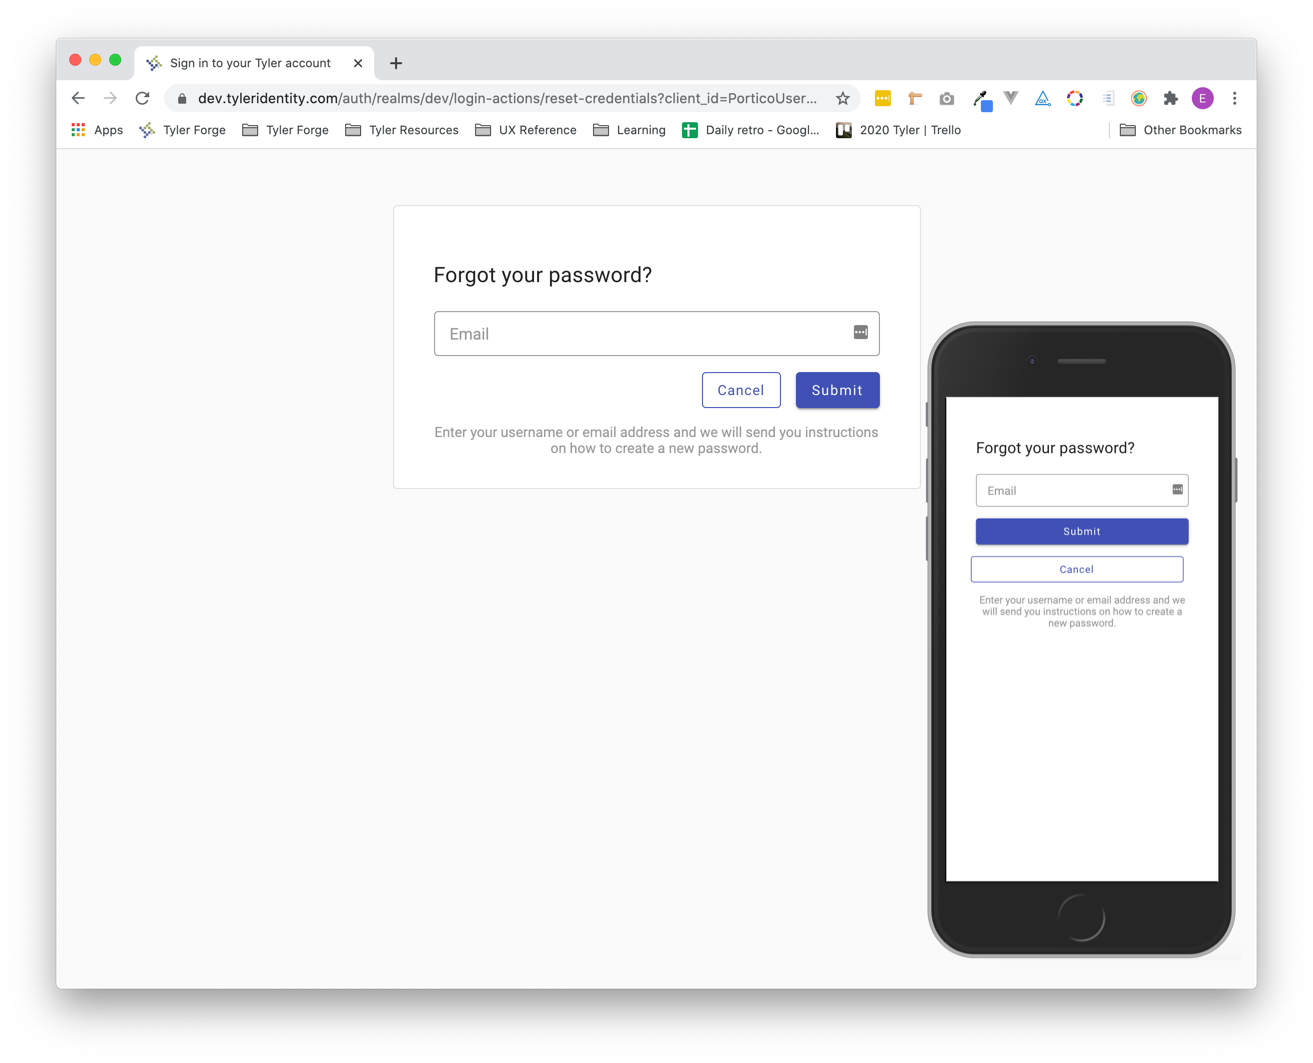 Sign in to your Tyler account
dev.tyleridentity.com/auth/realms/dev/login-actions/reset-credentials?client_id=PorticoUser...
E
Apps Tyler Forge Tyler Forge Tyler Resources UX Reference Learning Daily retro - Googl... 2020 Tyler | Trello Other Bookmarks
Forgot your password?
Email
Cancel Submit
Enter your username or email address and we will send you instructions
on how to create a new password.
Forgot your password?
Email
Submit
Cancel
Enter your username or email address and we
will send you instructions on how to create a
new password.